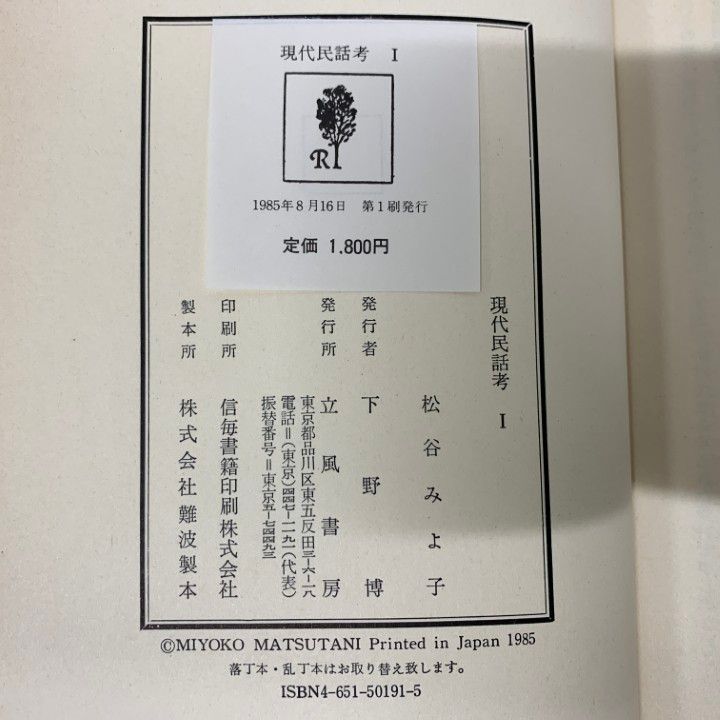 現代民話考 I
R
1985年8月16日 第1刷発行
定価 1,800円
現代民話考 I
松谷みよ子
発行者 下野博
発行所 立風書房
東京都品川区東五反田三−六−一八
電話=(東京)四四七−一一九一(代表)
振替番号=東京五−七四四九三
印刷所 信毎書籍印刷株式会社
製本所 株式会社難波製本
©MIYOKO MATSUTANI Printed in Japan 1985
落丁本・乱丁本はお取り替え致します。
ISBN4-651-50191-5